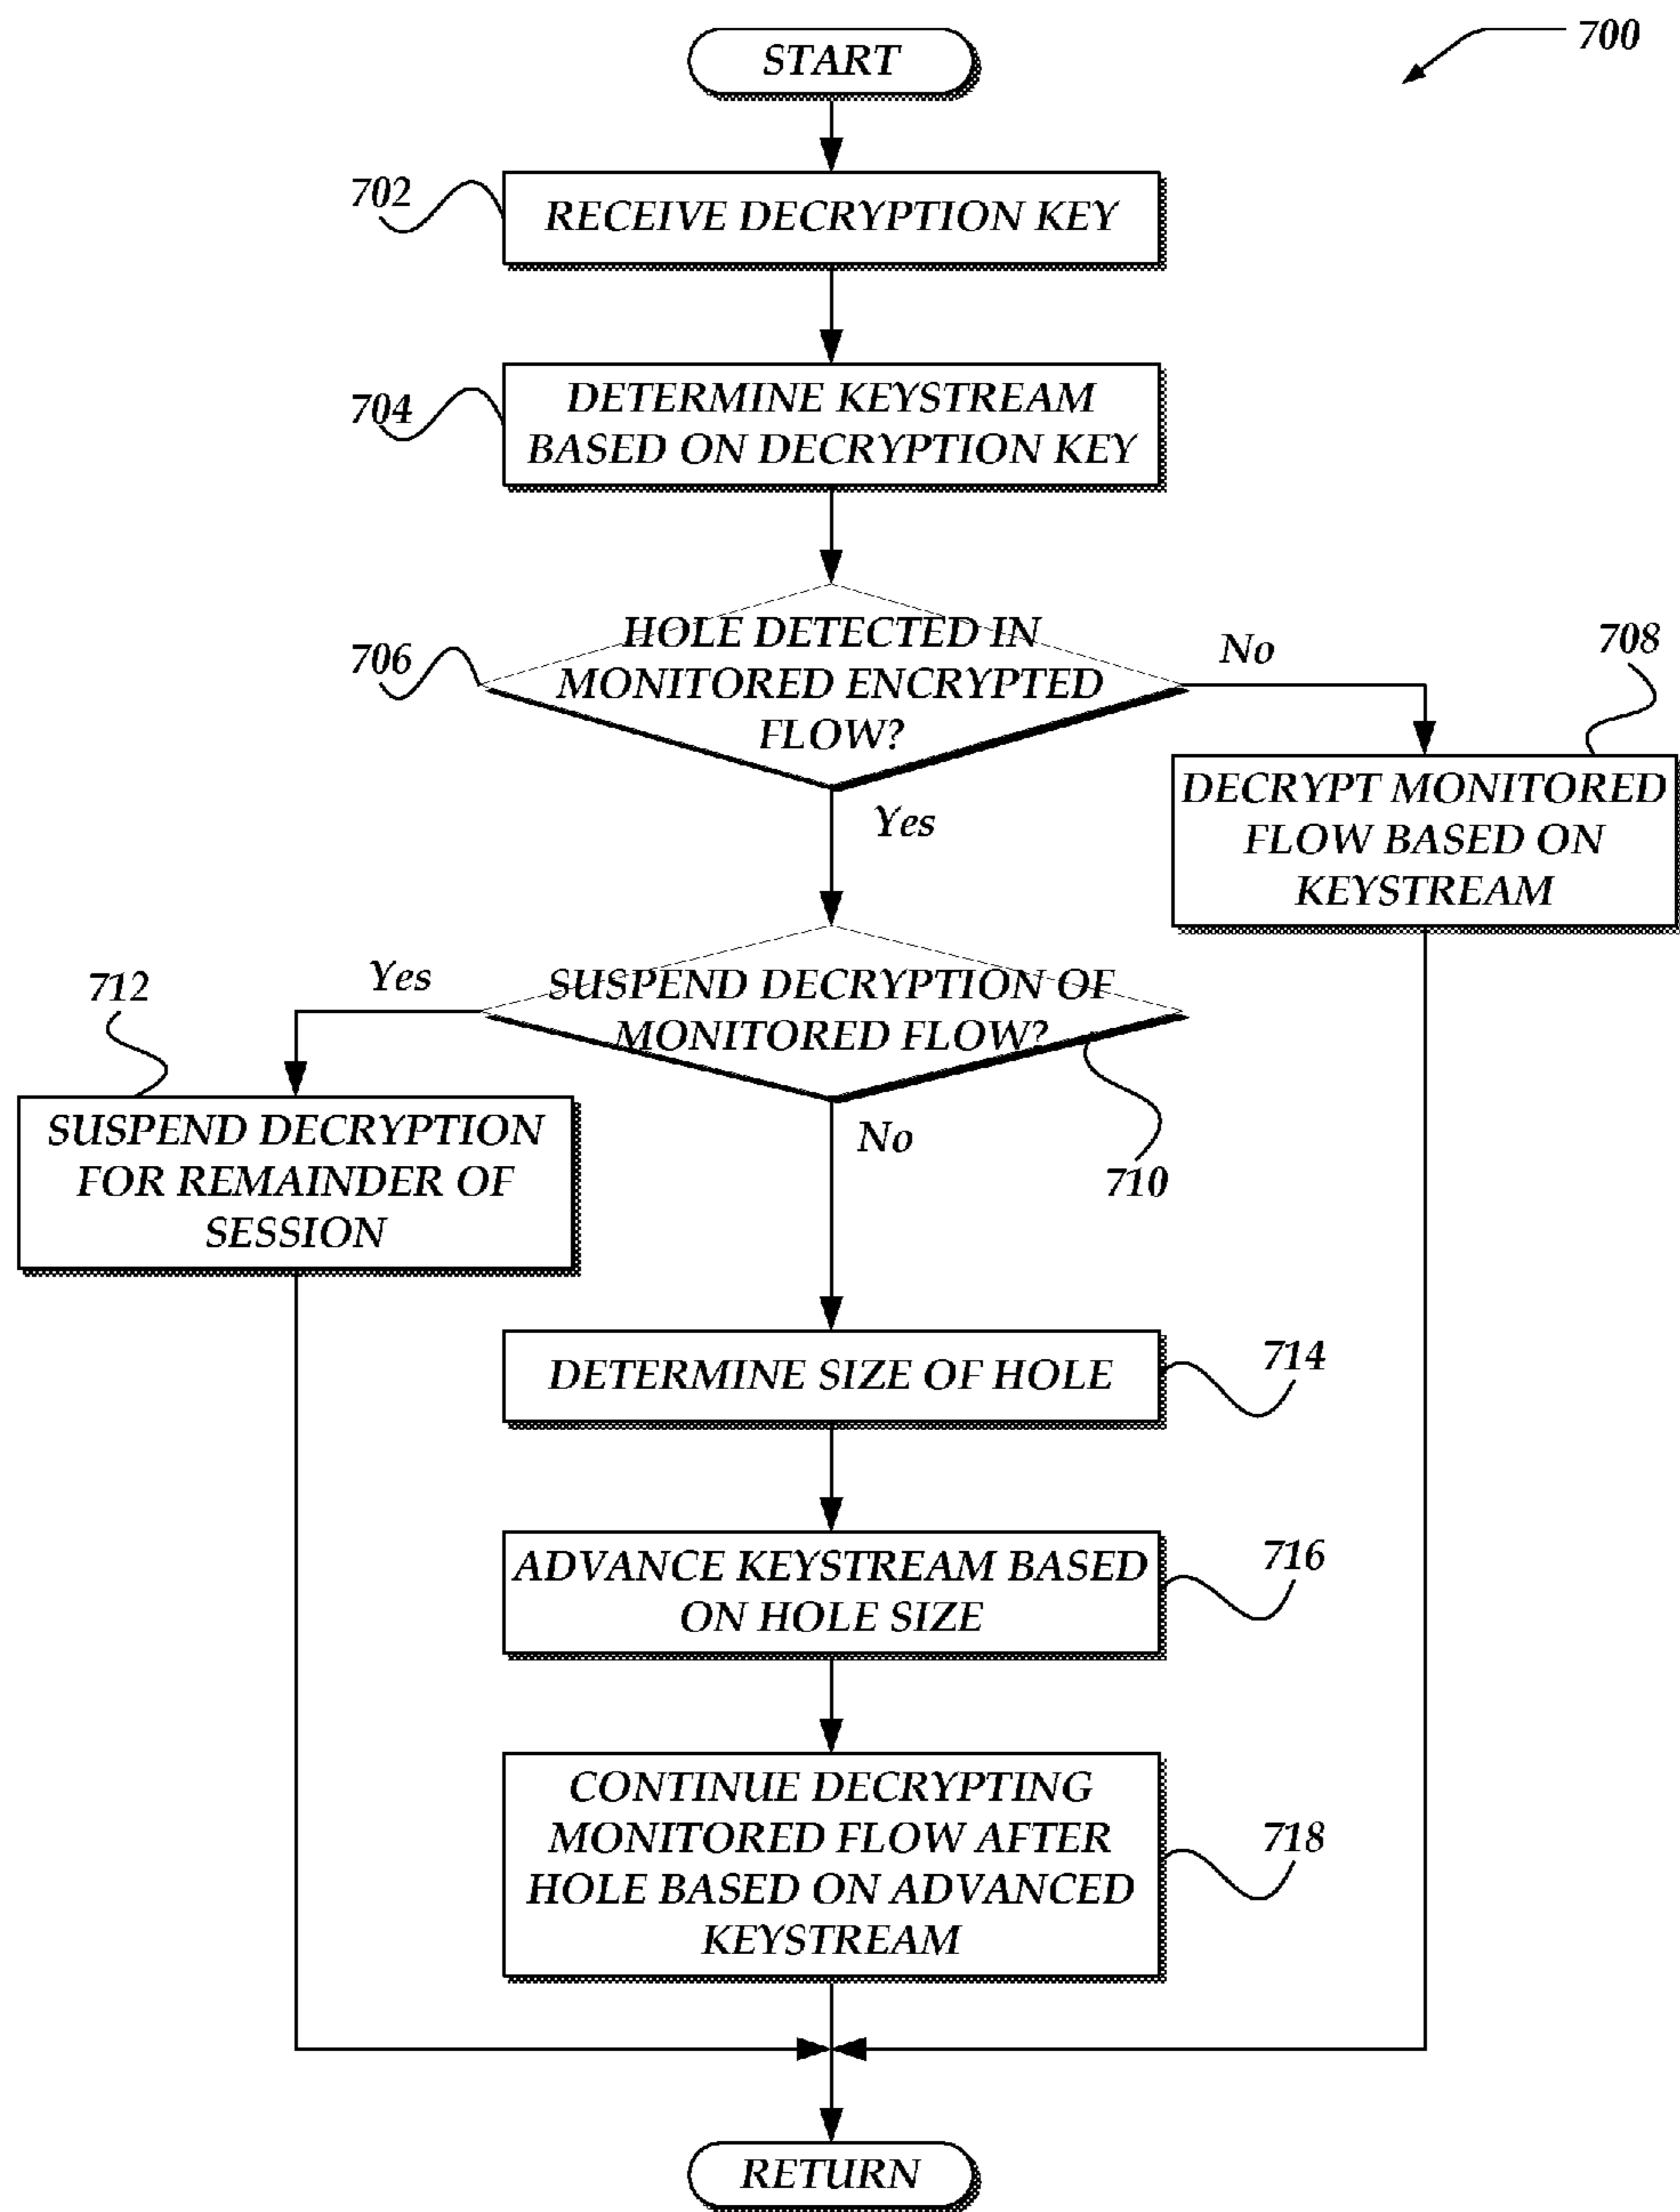 START
700
702
RECEIVE DECRYPTION KEY
704
DETERMINE KEYSTREAM
BASED ON DECRYPTION KEY
706
HOLE DETECTED IN
MONITORED ENCRYPTED
FLOW?
No
708
DECRYPT MONITORED
FLOW BASED ON
KEYSTREAM
Yes
SUSPEND DECRYPTION OF
MONITORED FLOW?
710
Yes
712
SUSPEND DECRYPTION
FOR REMAINDER OF
SESSION
No
DETERMINE SIZE OF HOLE
714
ADVANCE KEYSTREAM BASED
ON HOLE SIZE
716
CONTINUE DECRYPTING
MONITORED FLOW AFTER
HOLE BASED ON ADVANCED
KEYSTREAM
718
RETURN